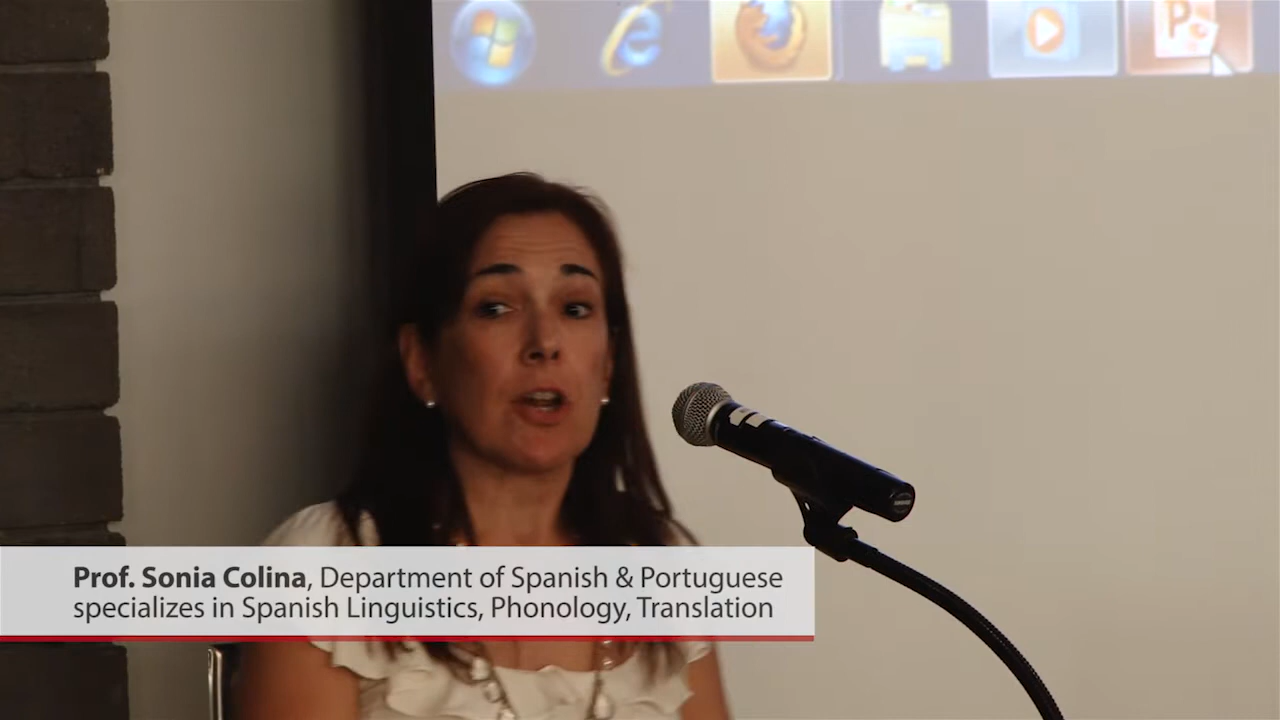 Prof. Sonia Colina, Department of Spanish & Portuguese
specializes in Spanish Linguistics, Phonology, Translation